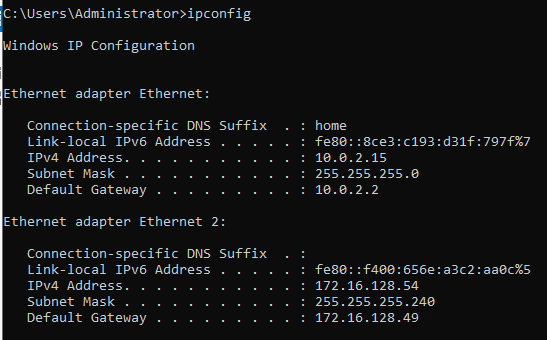 C:\Users\Administrator>ipconfig
Windows IP Configuration
Ethernet adapter Ethernet:
Connection-specific DNS Suffix  . : home
Link-local IPv6 Address . . . . . : fe80::8ce3:c193:d31f:797f%7
IPv4 Address. . . . . . . . . . . : 10.0.2.15
Subnet Mask . . . . . . . . . . . : 255.255.255.0
Default Gateway . . . . . . . . . : 10.0.2.2
Ethernet adapter Ethernet 2:
Connection-specific DNS Suffix  . :
Link-local IPv6 Address . . . . . : fe80::f400:656e:a3c2:aa0c%5
IPv4 Address. . . . . . . . . . . : 172.16.128.54
Subnet Mask . . . . . . . . . . . : 255.255.255.240
Default Gateway . . . . . . . . . : 172.16.128.49